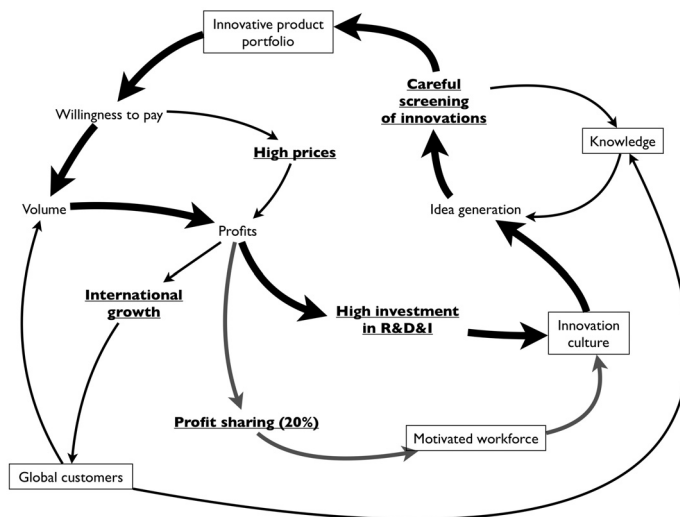 Innovative product
portfolio
Careful
screening
of innovations
Willingness to pay
High prices
Knowledge
Volume
Idea generation
Profits
International
growth
High investment
in R&D&I
Innovation
culture
Profit sharing (20%)
Motivated workforce
Global customers